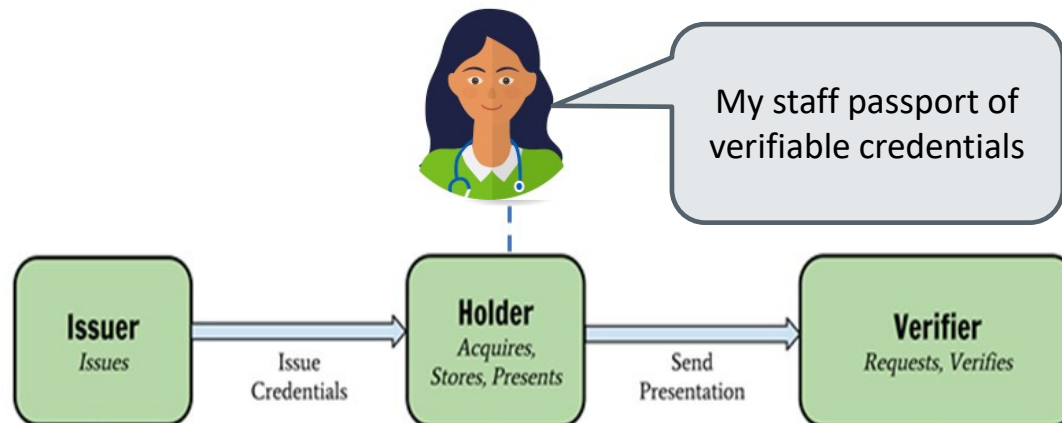 My staff passport of
verifiable credentials
Issuer
Issues
Issue
Credentials
Holder
Acquires,
Stores, Presents
Send
Presentation
Verifier
Requests, Verifies